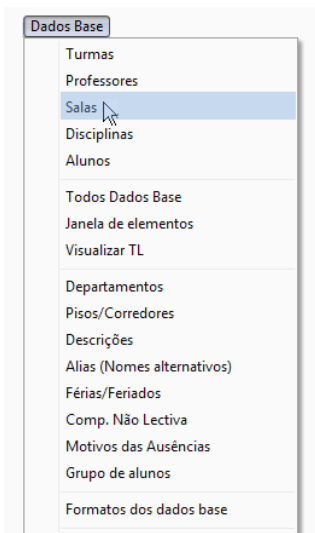 Dados Base
Turmas
Professores
Salas
Disciplinas
Alunos
Todos Dados Base
Janela de elementos
Visualizar TL
Departamentos
Pisos/Corredores
Descrições
Alias (Nomes alternativos)
Férias/Feriados
Comp. Não Lectiva
Motivos das Ausências
Grupo de alunos
Formatos dos dados base